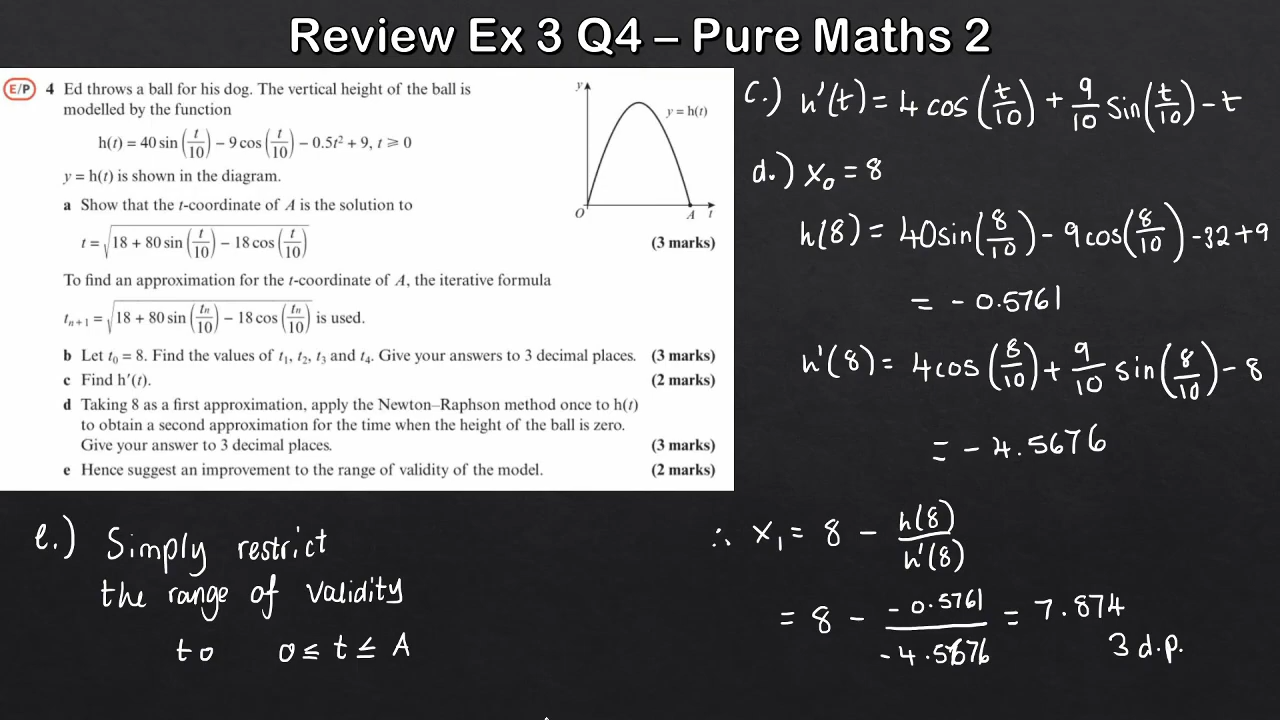 Review Ex 3 Q4 – Pure Maths 2
E/P 4 Ed throws a ball for his dog. The vertical height of the ball is
modelled by the function
h(t) = 40 sin(t/10) − 9 cos(t/10) − 0.5t² + 9, t ⩾ 0
y = h(t) is shown in the diagram.
y
y = h(t)
O A t
a Show that the t-coordinate of A is the solution to
t = √(18 + 80 sin(t/10) − 18 cos(t/10)) (3 marks)
To find an approximation for the t-coordinate of A, the iterative formula
tₙ₊₁ = √(18 + 80 sin(tₙ/10) − 18 cos(tₙ/10)) is used.
b Let t₀ = 8. Find the values of t₁, t₂, t₃ and t₄. Give your answers to 3 decimal places. (3 marks)
c Find h′(t). (2 marks)
d Taking 8 as a first approximation, apply the Newton–Raphson method once to h(t)
to obtain a second approximation for the time when the height of the ball is zero.
Give your answer to 3 decimal places. (3 marks)
e Hence suggest an improvement to the range of validity of the model. (2 marks)
c.) h'(t) = 4 cos(t/10) + 9/10 sin(t/10) − t
d.) x₀ = 8
h(8) = 40sin(8/10) − 9cos(8/10) − 32 + 9
= − 0.5761
h'(8) = 4cos(8/10) + 9/10 sin(8/10) − 8
= − 4.5676
∴ x₁ = 8 − h(8)/h'(8)
= 8 − −0.5761/−4.5676 = 7.874
3 d.p.
e.) Simply restrict
the range of validity
to 0 ≤ t ≤ A